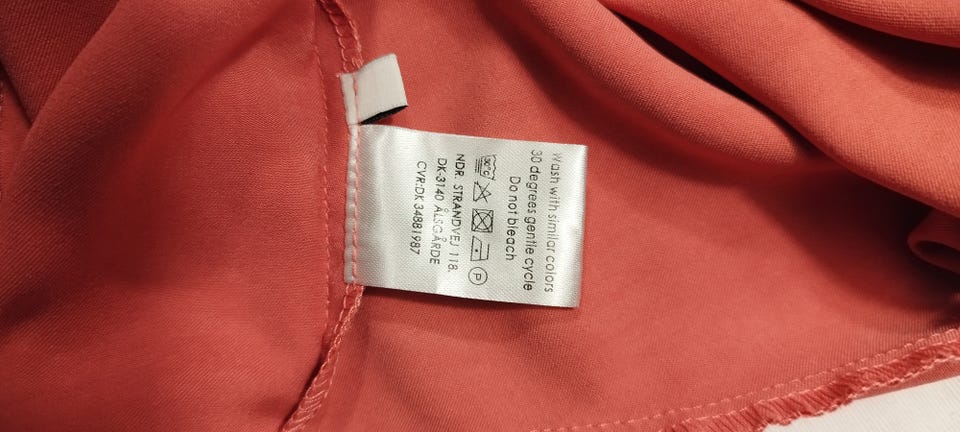 Wash with similar colors
30 degrees gentle cycle
Do not bleach
30°C
P
NDR. STRANDVEJ 118.
DK-3140 ÅLSGÅRDE
CVR:DK 34881987